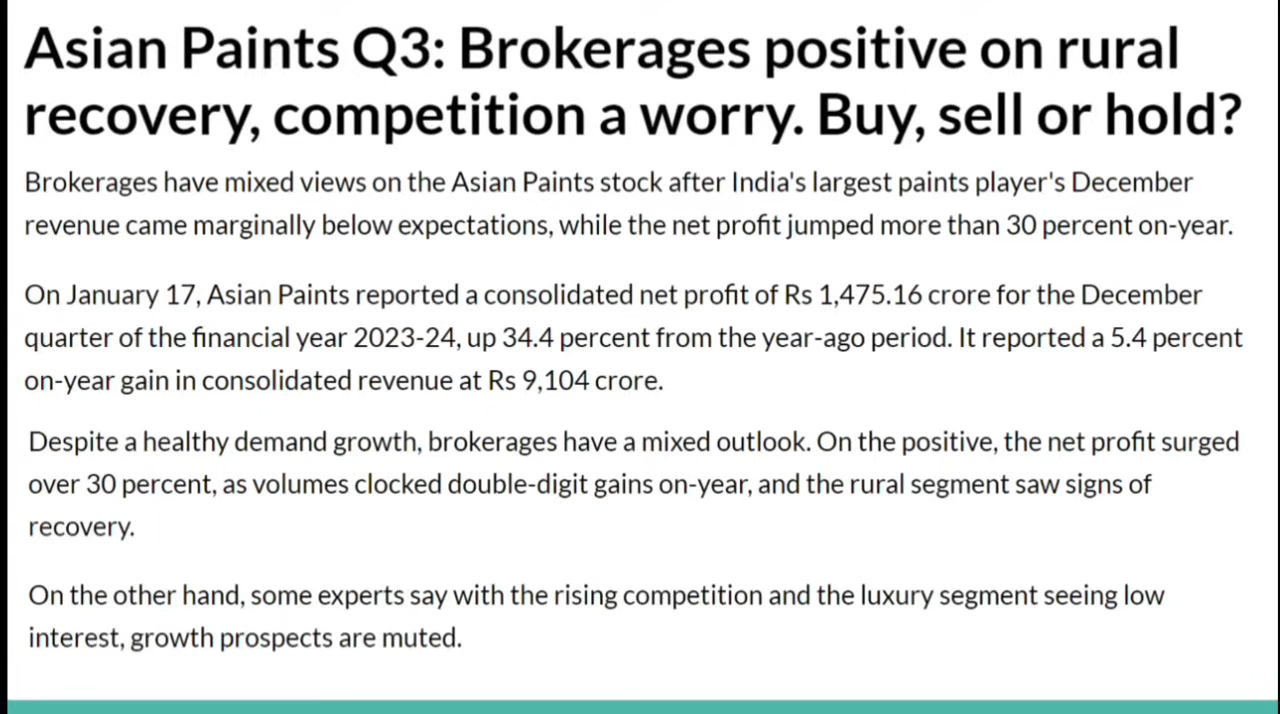 Asian Paints Q3: Brokerages positive on rural
recovery, competition a worry. Buy, sell or hold?
Brokerages have mixed views on the Asian Paints stock after India's largest paints player's December
revenue came marginally below expectations, while the net profit jumped more than 30 percent on-year.
On January 17, Asian Paints reported a consolidated net profit of Rs 1,475.16 crore for the December
quarter of the financial year 2023-24, up 34.4 percent from the year-ago period. It reported a 5.4 percent
on-year gain in consolidated revenue at Rs 9,104 crore.
Despite a healthy demand growth, brokerages have a mixed outlook. On the positive, the net profit surged
over 30 percent, as volumes clocked double-digit gains on-year, and the rural segment saw signs of
recovery.
On the other hand, some experts say with the rising competition and the luxury segment seeing low
interest, growth prospects are muted.